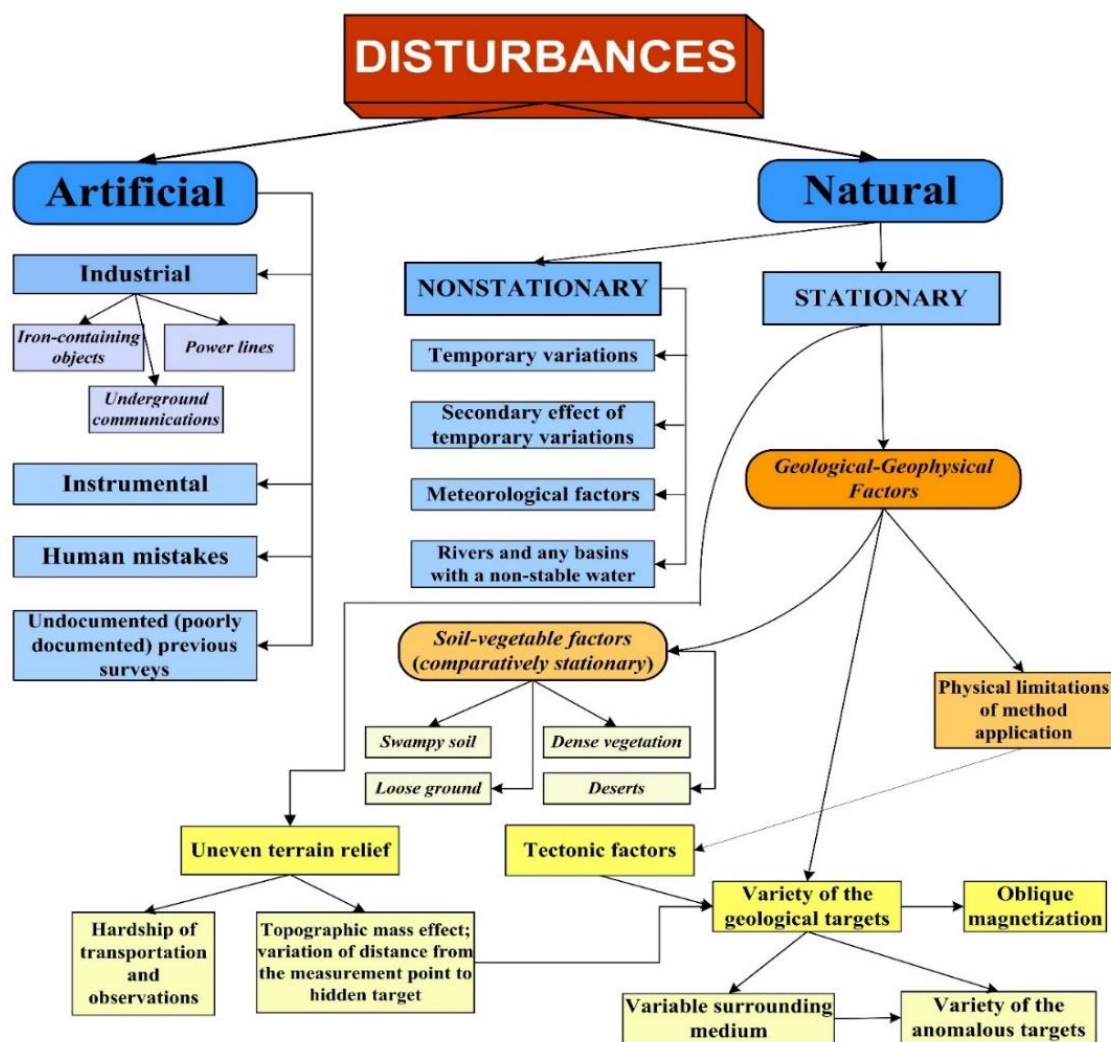 DISTURBANCES
Artificial
Natural
Industrial
NONSTATIONARY
STATIONARY
Iron-containing
objects
Power lines
Underground
communications
Temporary variations
Secondary effect of
temporary variations
Instrumental
Meteorological factors
Geological-Geophysical
Factors
Human mistakes
Rivers and any basins
with a non-stable water
Undocumented (poorly
documented) previous
surveys
Soil-vegetable factors
(comparatively stationary)
Physical limitations
of method
application
Swampy soil
Dense vegetation
Loose ground
Deserts
Uneven terrain relief
Tectonic factors
Variety of the
geological targets
Oblique
magnetization
Hardship of
transportation
and
observations
Topographic mass effect;
variation of distance from
the measurement point to
hidden target
Variable surrounding
medium
Variety of the
anomalous targets